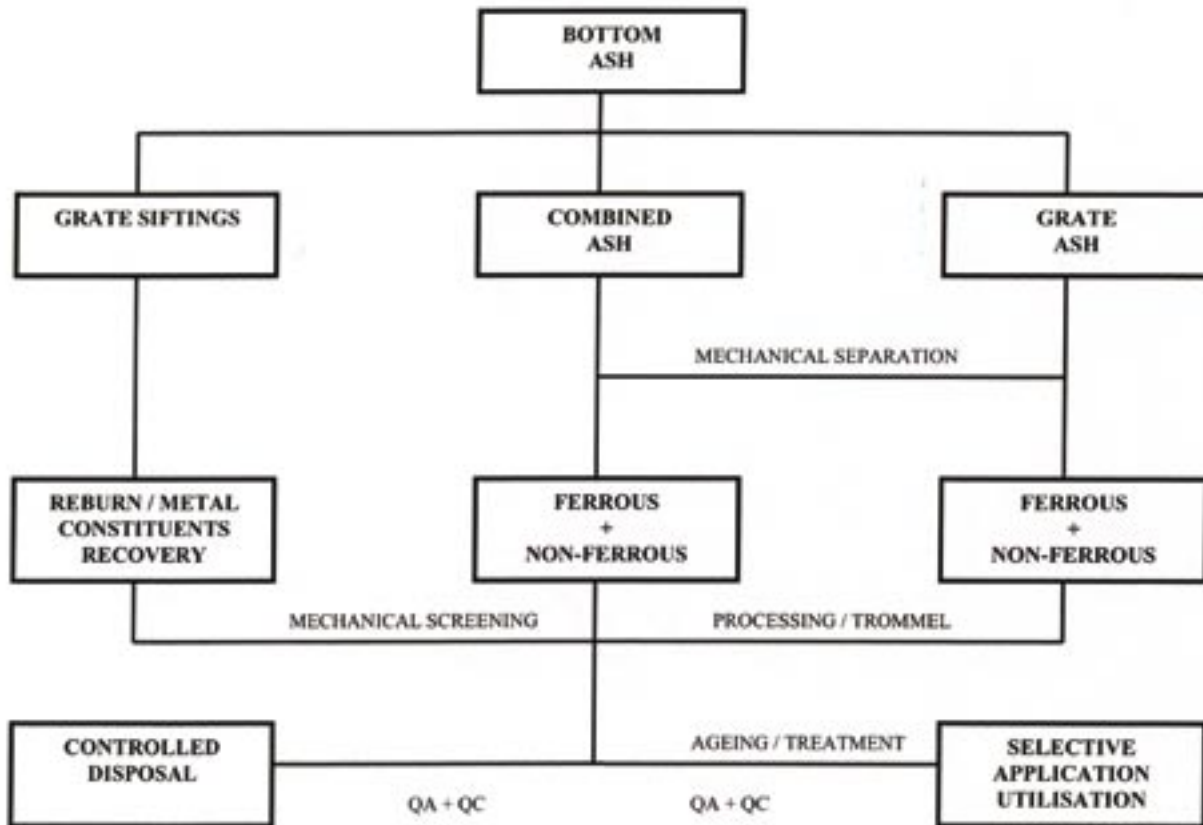 BOTTOM
ASH
GRATE SIFTINGS
COMBINED
ASH
GRATE
ASH
MECHANICAL SEPARATION
REBURN / METAL
CONSTITUENTS
RECOVERY
FERROUS
+
NON-FERROUS
FERROUS
+
NON-FERROUS
MECHANICAL SCREENING
PROCESSING / TROMMEL
CONTROLLED
DISPOSAL
AGEING / TREATMENT
SELECTIVE
APPLICATION
UTILISATION
QA + QC
QA + QC